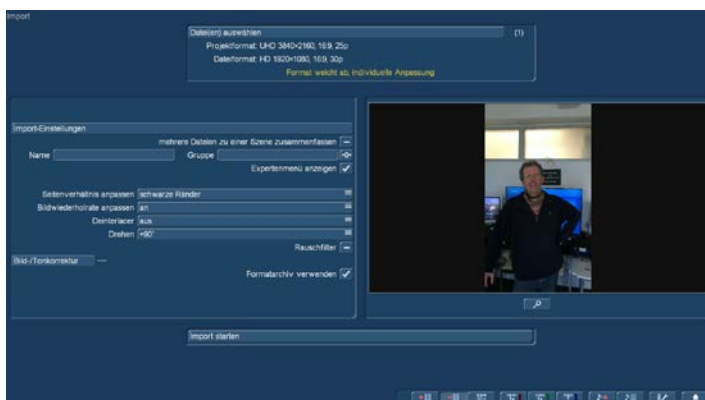 Import
Datei(en) auswählen (1)
Projektformat: UHD 3840×2160, 16:9, 25p
Dateiformat: HD 1920×1080, 16:9, 30p
Format weicht ab, individuelle Anpassung
Import-Einstellungen
mehrere Dateien zu einer Szene zusammenfassen
Name Gruppe
Expertenmenü anzeigen
Seitenverhältnis anpassen schwarze Ränder
Bildwiederholrate anpassen an
Deinterlacer aus
Drehen +90°
Rauschfilter
Bild-/Tonkorrektur
Formatarchiv verwenden
Import starten